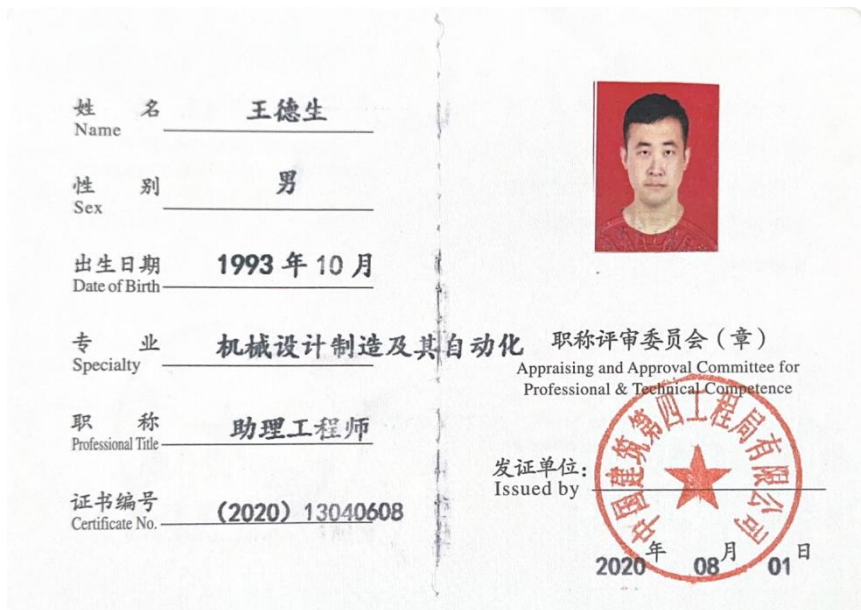 姓 名 王德生
Name
性 别 男
Sex
出生日期 1993年10月
Date of Birth
专 业 机械设计制造及其自动化
Specialty
职 称 助理工程师
Professional Title
证书编号 (2020) 13040608
Certificate No.
职称评审委员会(章)
Appraising and Approval Committee for
Professional & Technical Competence
中国建筑第四工程局有限公司
发证单位:
Issued by
2020年 08月 01日